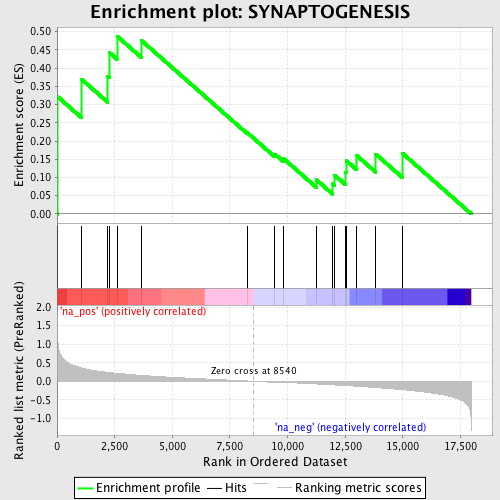 Enrichment plot: SYNAPTOGENESIS
Enrichment score (ES)
0.50
0.45
0.40
0.35
0.30
0.25
0.20
0.15
0.10
0.05
0.00
'na_pos' (positively correlated)
Ranked list metric (PreRanked)
2.0
1.5
1.0
0.5
0.0
-0.5
-1.0
Zero cross at 8540
'na_neg' (negatively correlated)
0 2,500 5,000 7,500 10,000 12,500 15,000 17,500
Rank in Ordered Dataset
Enrichment profile Hits Ranking metric scores